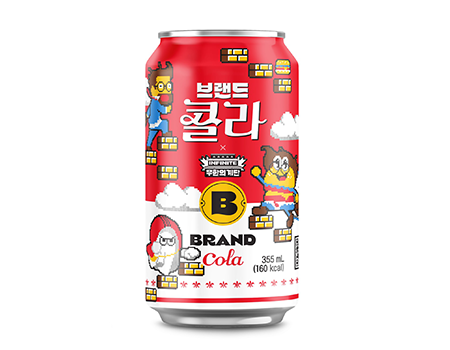 브랜드
콜라
×
INFINITE
무한의 계단
B
BRAND
Cola
355 mL
(160 kcal)